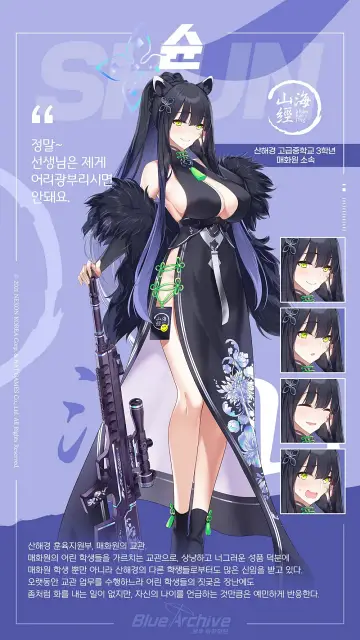 SHUN
슌
山海經
산해경 고급중학교 3학년
매화원 소속
“
정말~
선생님은 제게
어리광부리시면
안돼요.
산해경 훈육지원부, 매화원의 교관.
매화원의 어린 학생들을 가르치는 교관으로, 상냥하고 너그러운 성품 덕분에
매화원 학생 뿐만 아니라 산해경의 다른 학생들로부터도 많은 신임을 받고 있다.
오랫동안 교관 업무를 수행하느라 어린 학생들의 짓궂은 장난에도
좀처럼 화를 내는 일이 없지만, 자신의 나이를 언급하는 것만큼은 예민하게 반응한다.
Blue Archive